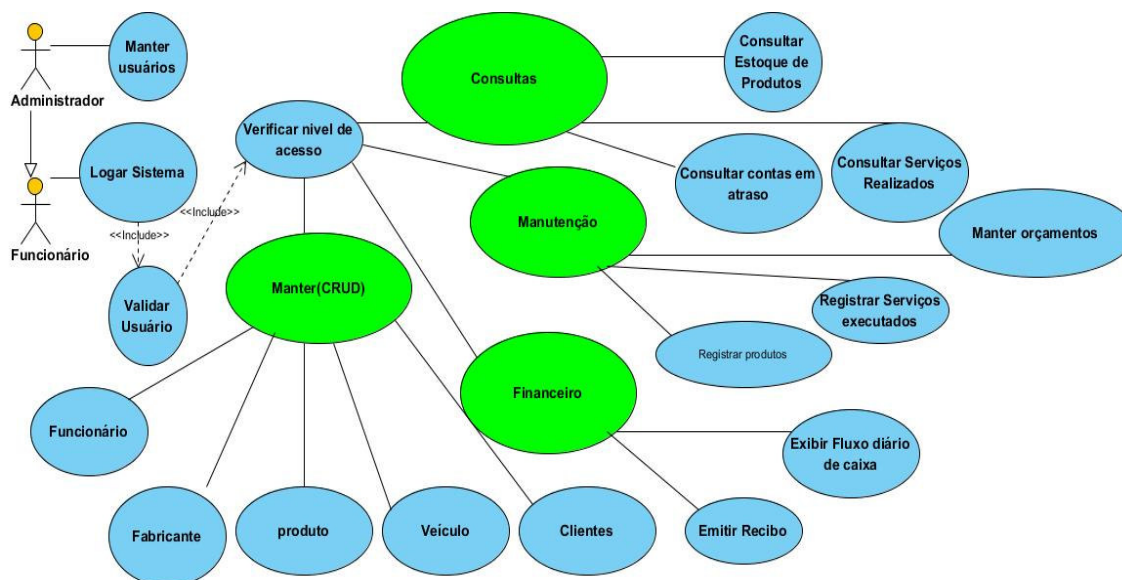 Manter
usuários
Administrador
Consultas
Consultar
Estoque de
Produtos
Verificar nivel de
acesso
Logar Sistema
Consultar contas em
atraso
Consultar Serviços
Realizados
<<Include>>
Manutenção
Manter orçamentos
<<Include>>
Funcionário
Validar
Usuário
Manter(CRUD)
Registrar Serviços
executados
Registrar produtos
Financeiro
Funcionário
Exibir Fluxo diário
de caixa
Fabricante
produto
Veículo
Clientes
Emitir Recibo